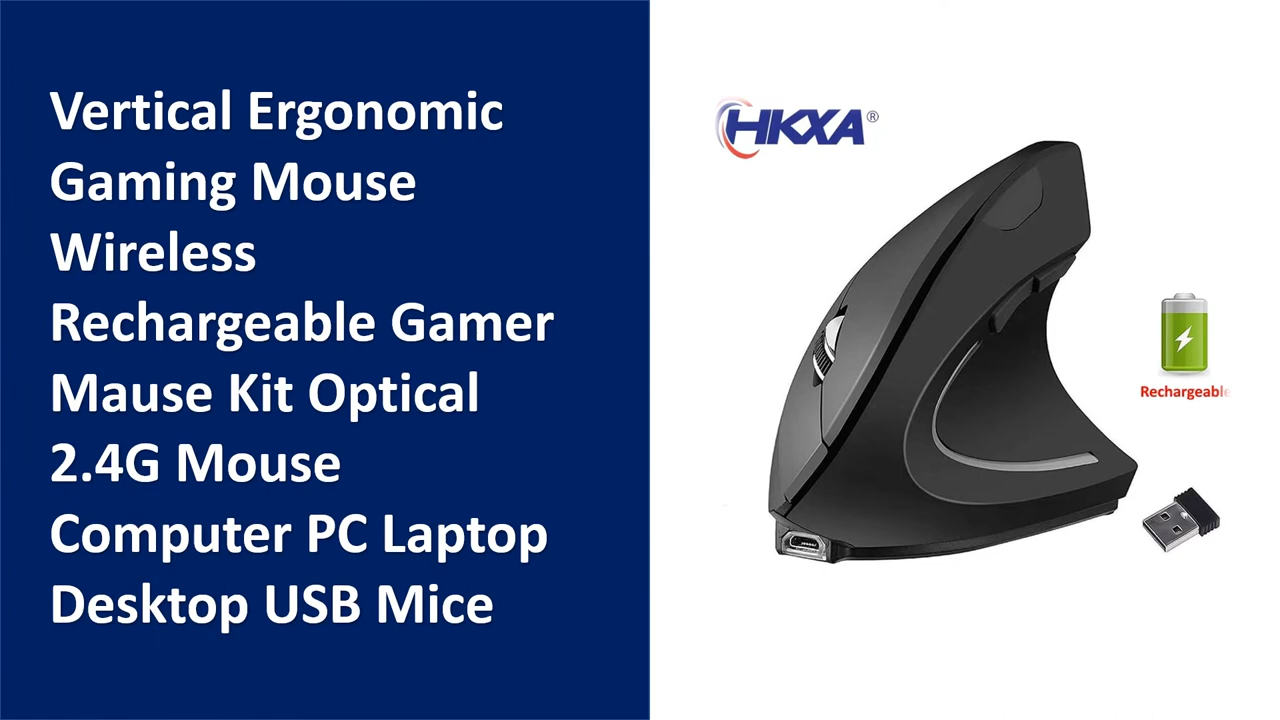 Vertical Ergonomic
Gaming Mouse
Wireless
Rechargeable Gamer
Mause Kit Optical
2.4G Mouse
Computer PC Laptop
Desktop USB Mice
HKXA®
Rechargeable